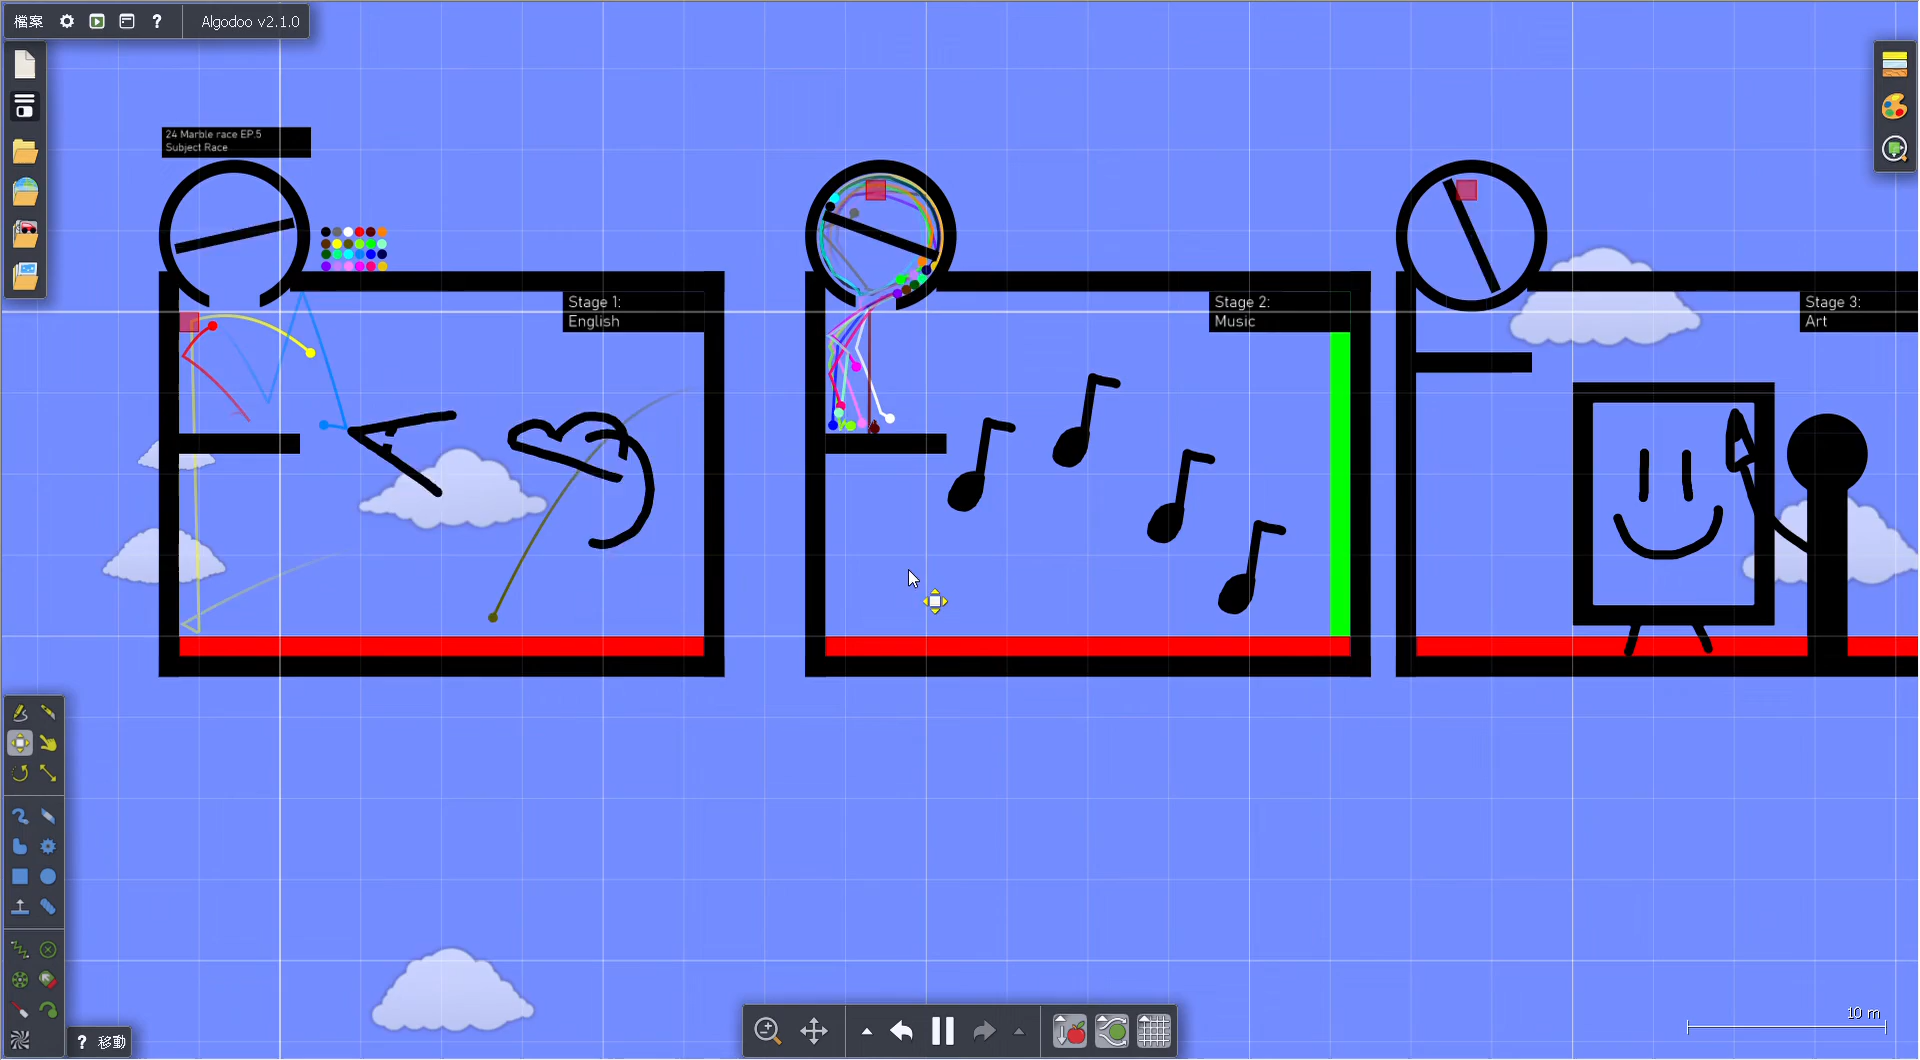 檔案
?
Algodoo v2.1.0
24 Marble race EP.5
Subject Race
Stage 1:
English
Stage 2:
Music
Stage 3:
Art
10 m
? 移動